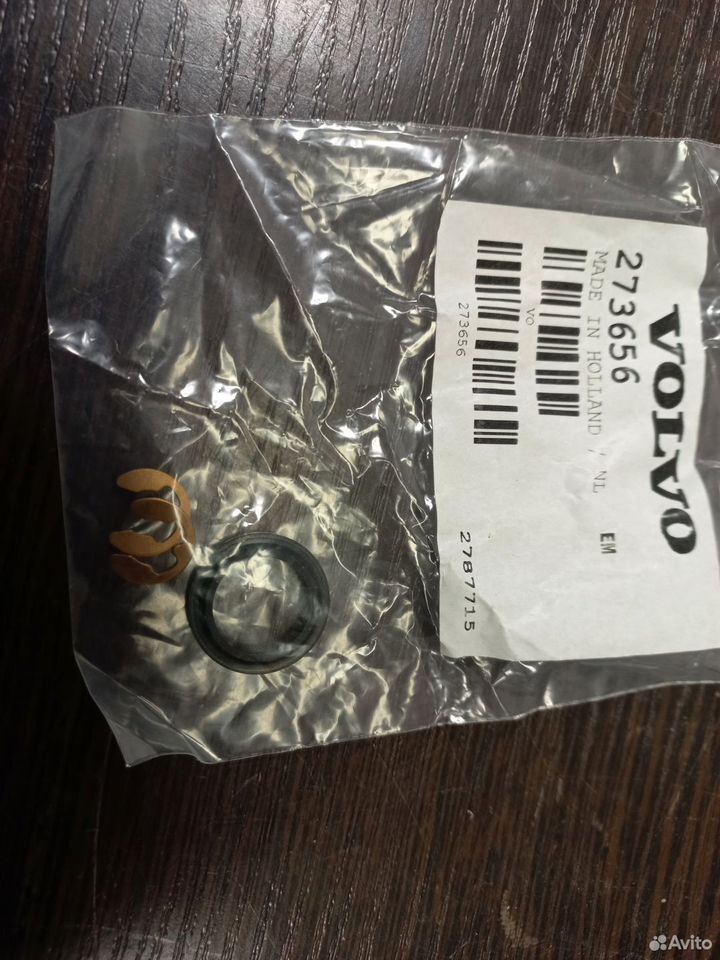 VOLVO
273656
MADE IN HOLLAND / NL
EM
VO
273656
2787715
Avito